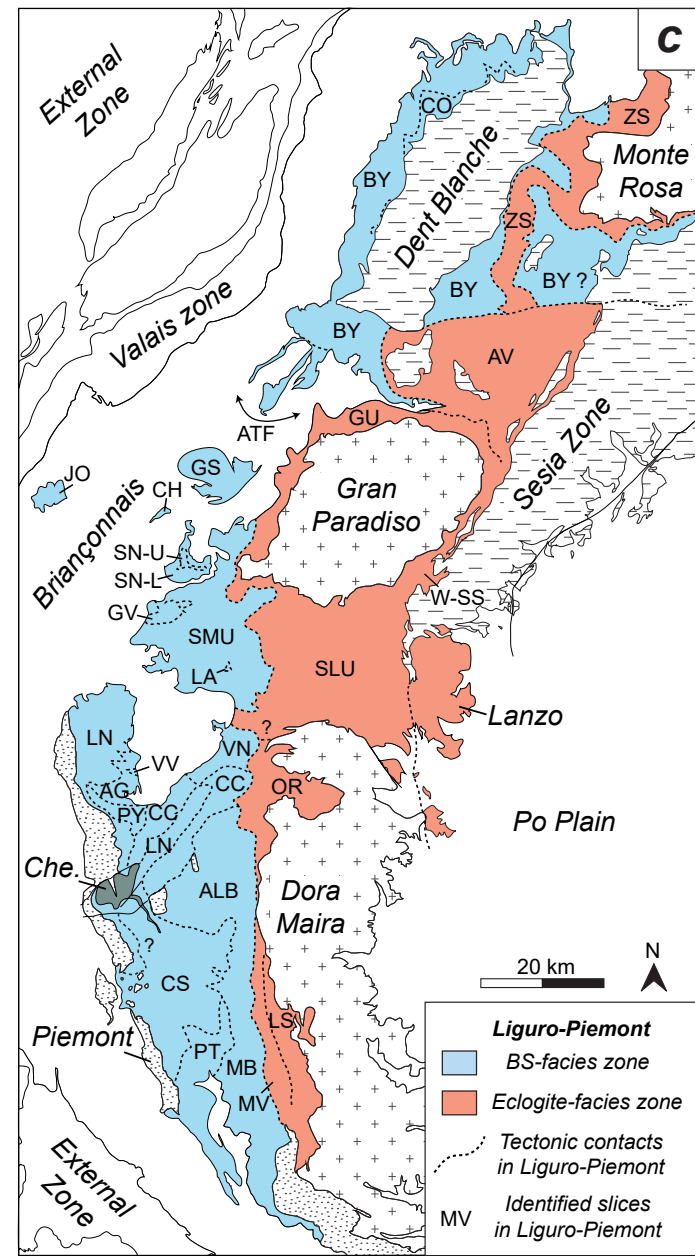 c
External
Zone
CO
ZS
Monte
Rosa
BY
Dent Blanche
ZS
BY
BY ?
Valais zone
BY
AV
ATF
GU
Sesia Zone
GS
JO
CH
Gran
Paradiso
Briançonnais
SN-U
SN-L
W-SS
GV
SMU
LA
SLU
Lanzo
?
LN
VN
VV
CC
AG
OR
PY
CC
Po Plain
LN
Che.
ALB
Dora
Maira
?
N
20 km
CS
LS
Piemont
PT
MB
MV
External
Zone
Liguro-Piemont
BS-facies zone
Eclogite-facies zone
Tectonic contacts
in Liguro-Piemont
MV
Identified slices
in Liguro-Piemont